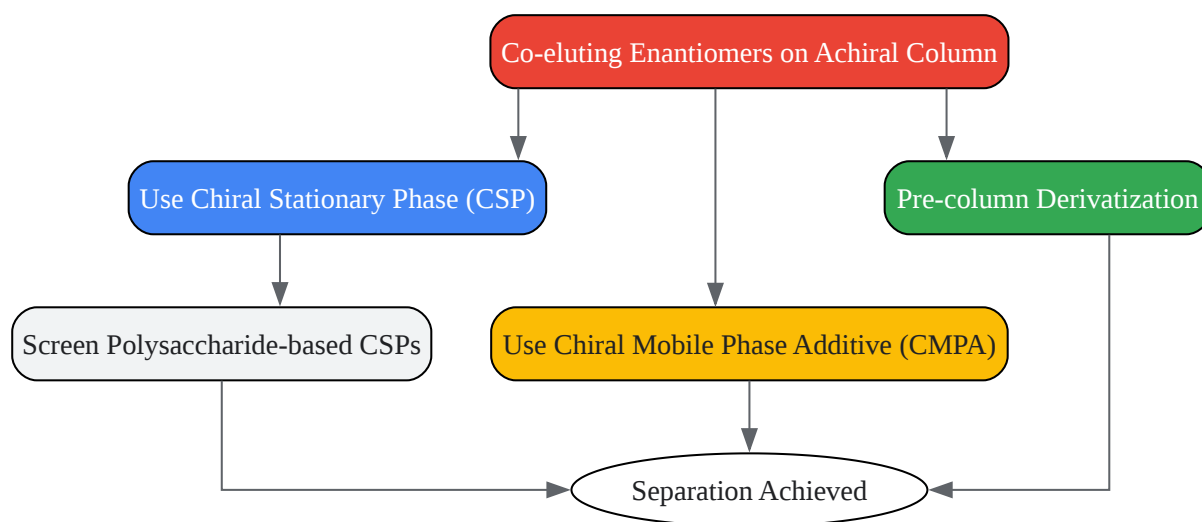 Co-eluting Enantiomers on Achiral Column
Use Chiral Stationary Phase (CSP)
Pre-column Derivatization
Screen Polysaccharide-based CSPs
Use Chiral Mobile Phase Additive (CMPA)
Separation Achieved